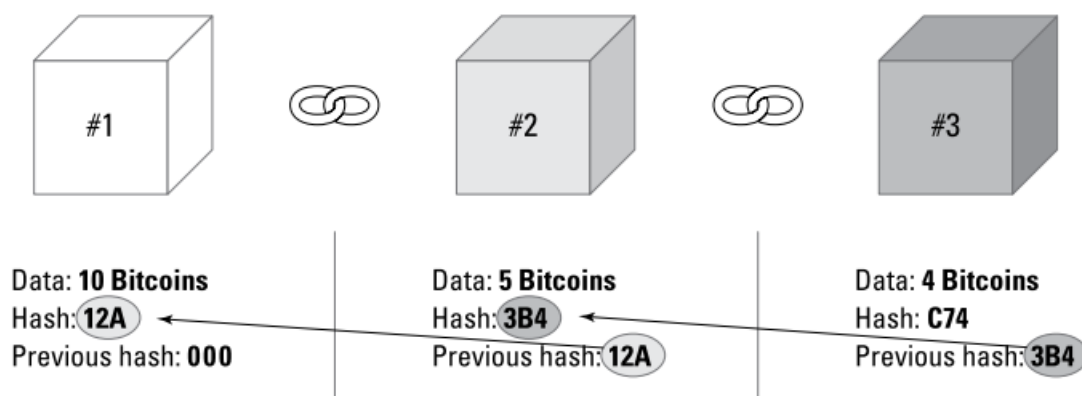 #1
#2
#3
Data: 10 Bitcoins
Hash: 12A
Previous hash: 000
Data: 5 Bitcoins
Hash: 3B4
Previous hash: 12A
Data: 4 Bitcoins
Hash: C74
Previous hash: 3B4